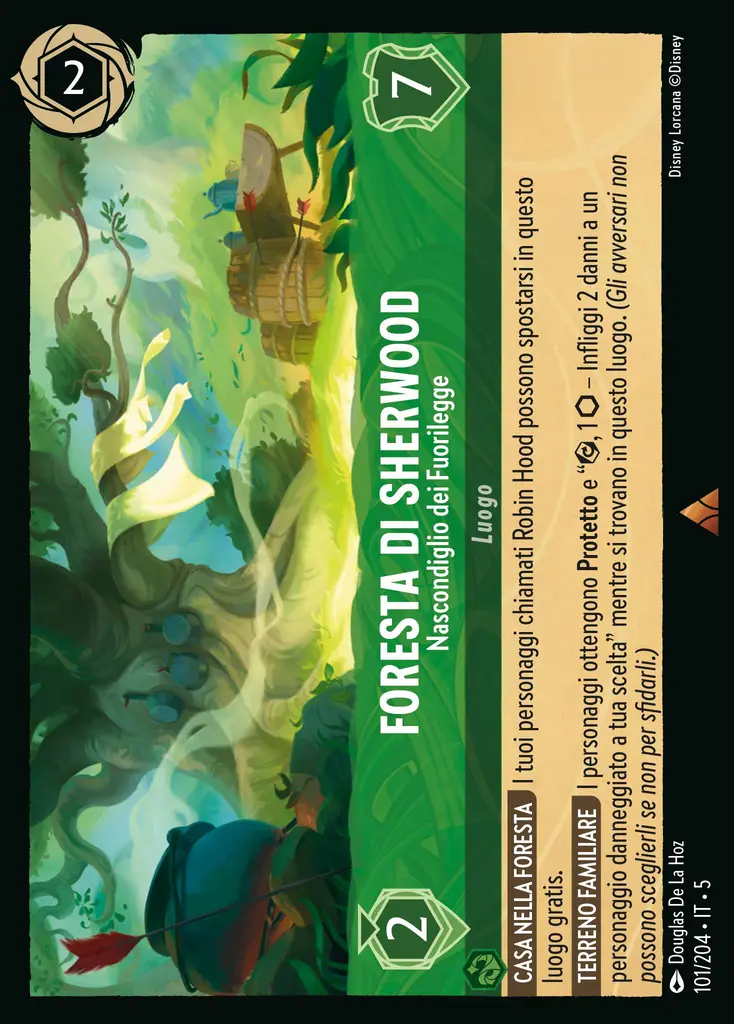 2
7
FORESTA DI SHERWOOD
Nascondiglio dei Fuorilegge
2
Luogo
CASA NELLA FORESTA I tuoi personaggi chiamati Robin Hood possono spostarsi in questo
luogo gratis.
TERRENO FAMILIARE I personaggi ottengono Protetto e “, 1 – Infliggi 2 danni a un
personaggio danneggiato a tua scelta” mentre si trovano in questo luogo. (Gli avversari non
possono sceglierli se non per sfidarli.)
Douglas De La Hoz
101/204 • IT • 5
Disney Lorcana ©Disney